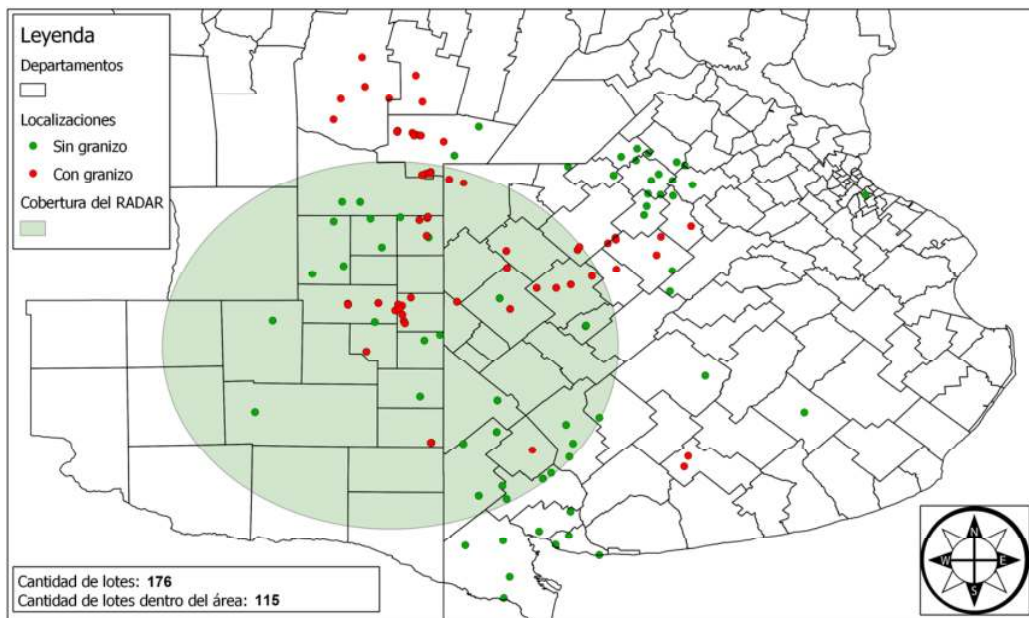 Leyenda
Departamentos
Localizaciones
Sin granizo
Con granizo
Cobertura del RADAR
Cantidad de lotes: 176
Cantidad de lotes dentro del área: 115
N
W
E
S